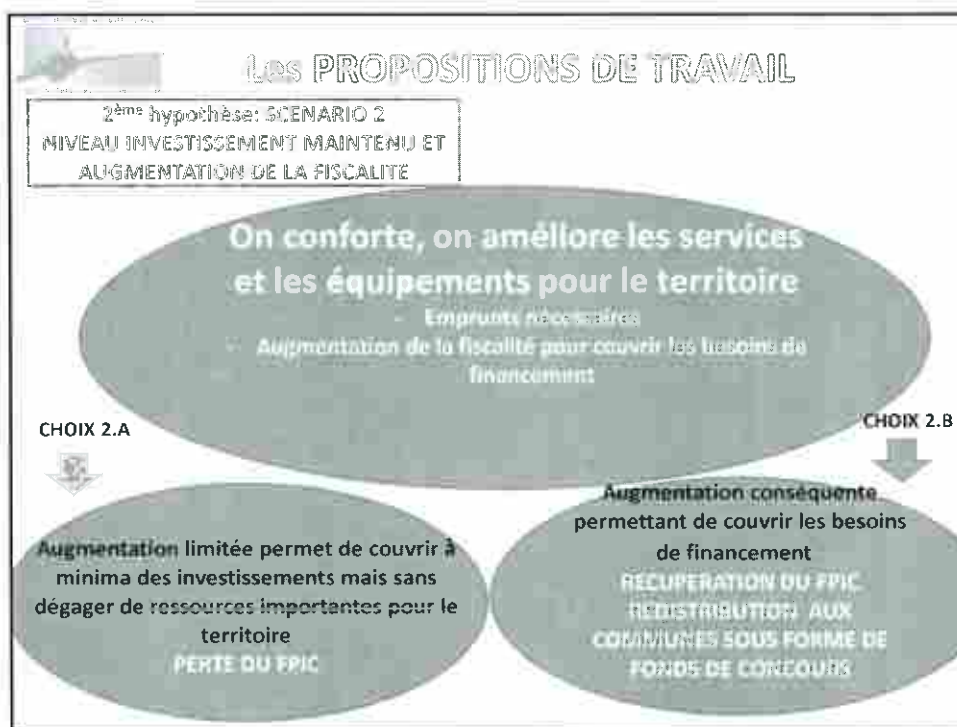 Les PROPOSITIONS DE TRAVAIL
2ème hypothèse: SCENARIO 2
NIVEAU INVESTISSEMENT MAINTENU ET
AUGMENTATION DE LA FISCALITE
On conforte, on améliore les services
et les équipements pour le territoire
- Emprunts nécessaires
- Augmentation de la fiscalité pour couvrir les besoins de
financement
CHOIX 2.A
CHOIX 2.B
Augmentation limitée permet de couvrir à
minima des investissements mais sans
dégager de ressources importantes pour le
territoire
PERTE DU FPIC
Augmentation conséquente
permettant de couvrir les besoins
de financement
RECUPERATION DU FPIC
REDISTRIBUTION AUX
COMMUNES SOUS FORME DE
FONDS DE CONCOURS